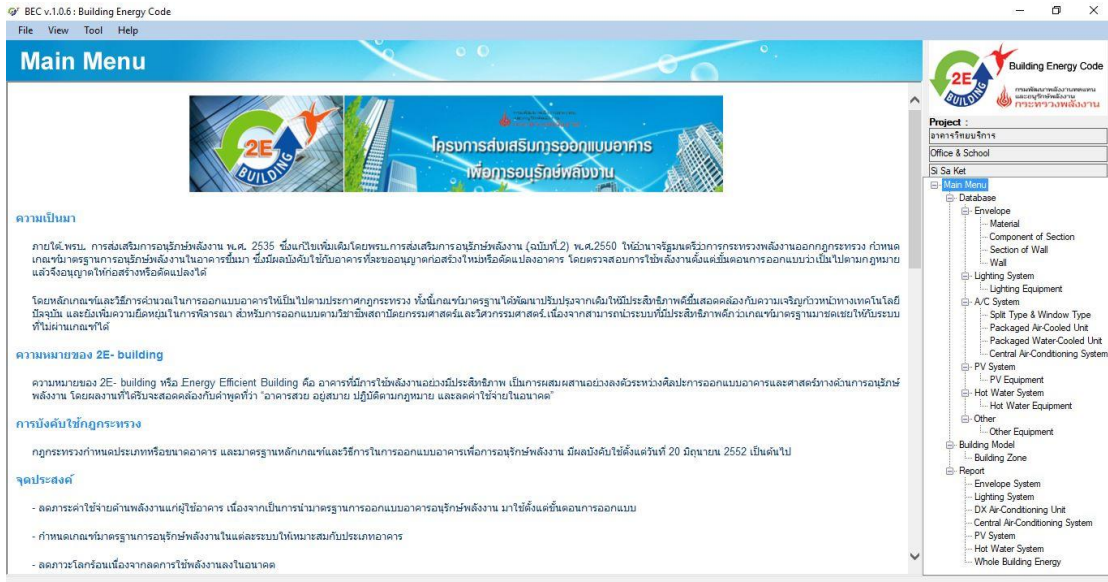 BEC v.1.0.6 : Building Energy Code
File View Tool Help
Main Menu
2E
BUILDING
โครงการส่งเสริมการออกแบบอาคาร
เพื่อการอนุรักษ์พลังงาน
ความเป็นมา
ภายใต้.พรบ. การส่งเสริมการอนุรักษ์พลังงาน พ.ศ. 2535 ซึ่งแก้ไขเพิ่มเติมโดยพรบ.การส่งเสริมการอนุรักษ์พลังงาน (ฉบับที่.2) พ.ศ.2550 ให้อำนาจรัฐมนตรีว่าการกระทรวงพลังงานออกกฎกระทรวง กำหนด
เกณฑ์มาตรฐานการอนุรักษ์พลังงานในอาคารขึ้นมา ซึ่งมีผลบังคับใช้กับอาคารที่จะขออนุญาตก่อสร้างใหม่หรือดัดแปลงอาคาร โดยตรวจสอบการใช้พลังงานตั้งแต่ขั้นตอนการออกแบบว่าเป็นไปตามกฎหมาย
แล้วจึงอนุญาตให้ก่อสร้างหรือดัดแปลงได้
โดยหลักเกณฑ์และวิธีการคำนวณในการออกแบบอาคารให้เป็นไปตามประกาศกฎกระทรวง ทั้งนี้เกณฑ์มาตรฐานได้พัฒนาปรับปรุงจากเดิมให้มีประสิทธิภาพดีขึ้นสอดคล้องกับความเจริญก้าวหน้าทางเทคโนโลยี
ปัจจุบัน และยังเพิ่มความยืดหยุ่นในการพิจารณา สำหรับการออกแบบตามวิชาชีพสถาปัตยกรรมศาสตร์และวิศวกรรมศาสตร์.เนื่องจากสามารถนำระบบที่มีประสิทธิภาพดีกว่าเกณฑ์มาตรฐานมาชดเชยให้กับระบบ
ที่ไม่ผ่านเกณฑ์ได้
ความหมายของ 2E- building
ความหมายของ 2E- building หรือ Energy Efficient Building คือ อาคารที่มีการใช้พลังงานอย่างมีประสิทธิภาพ เป็นการผสมผสานอย่างลงตัวระหว่างศิลปะการออกแบบอาคารและศาสตร์ทางด้านการอนุรักษ์
พลังงาน โดยผลงานที่ได้รับจะสอดคล้องกับคำพูดที่ว่า "อาคารสวย อยู่สบาย ปฏิบัติตามกฎหมาย และลดค่าใช้จ่ายในอนาคต"
การบังคับใช้กฎกระทรวง
กฎกระทรวงกำหนดประเภทหรือขนาดอาคาร และมาตรฐานหลักเกณฑ์และวิธีการในการออกแบบอาคารเพื่อการอนุรักษ์พลังงาน มีผลบังคับใช้ตั้งแต่วันที่ 20 มิถุนายน 2552 เป็นต้นไป
จุดประสงค์
- ลดภาระค่าใช้จ่ายด้านพลังงานแก่ผู้ใช้อาคาร เนื่องจากเป็นการนำมาตรฐานการออกแบบอาคารอนุรักษ์พลังงาน มาใช้ตั้งแต่ขั้นตอนการออกแบบ
- กำหนดเกณฑ์มาตรฐานการอนุรักษ์พลังงานในแต่ละระบบให้เหมาะสมกับประเภทอาคาร
- ลดภาวะโลกร้อนเนื่องจากลดการใช้พลังงานลงในอนาคต
2E
BUILDING
Building Energy Code
กรมพัฒนาพลังงานทดแทน
และอนุรักษ์พลังงาน
กระทรวงพลังงาน
Project :
อาคารวิทยบริการ
Office & School
Si Sa Ket
Main Menu
Database
Envelope
Material
Component of Section
Section of Wall
Wall
Lighting System
Lighting Equipment
A/C System
Split Type & Window Type
Packaged Air-Cooled Unit
Packaged Water-Cooled Unit
Central Air-Conditioning System
PV System
PV Equipment
Hot Water System
Hot Water Equipment
Other
Other Equipment
Building Model
Building Zone
Report
Envelope System
Lighting System
DX Air-Conditioning Unit
Central Air-Conditioning System
PV System
Hot Water System
Whole Building Energy